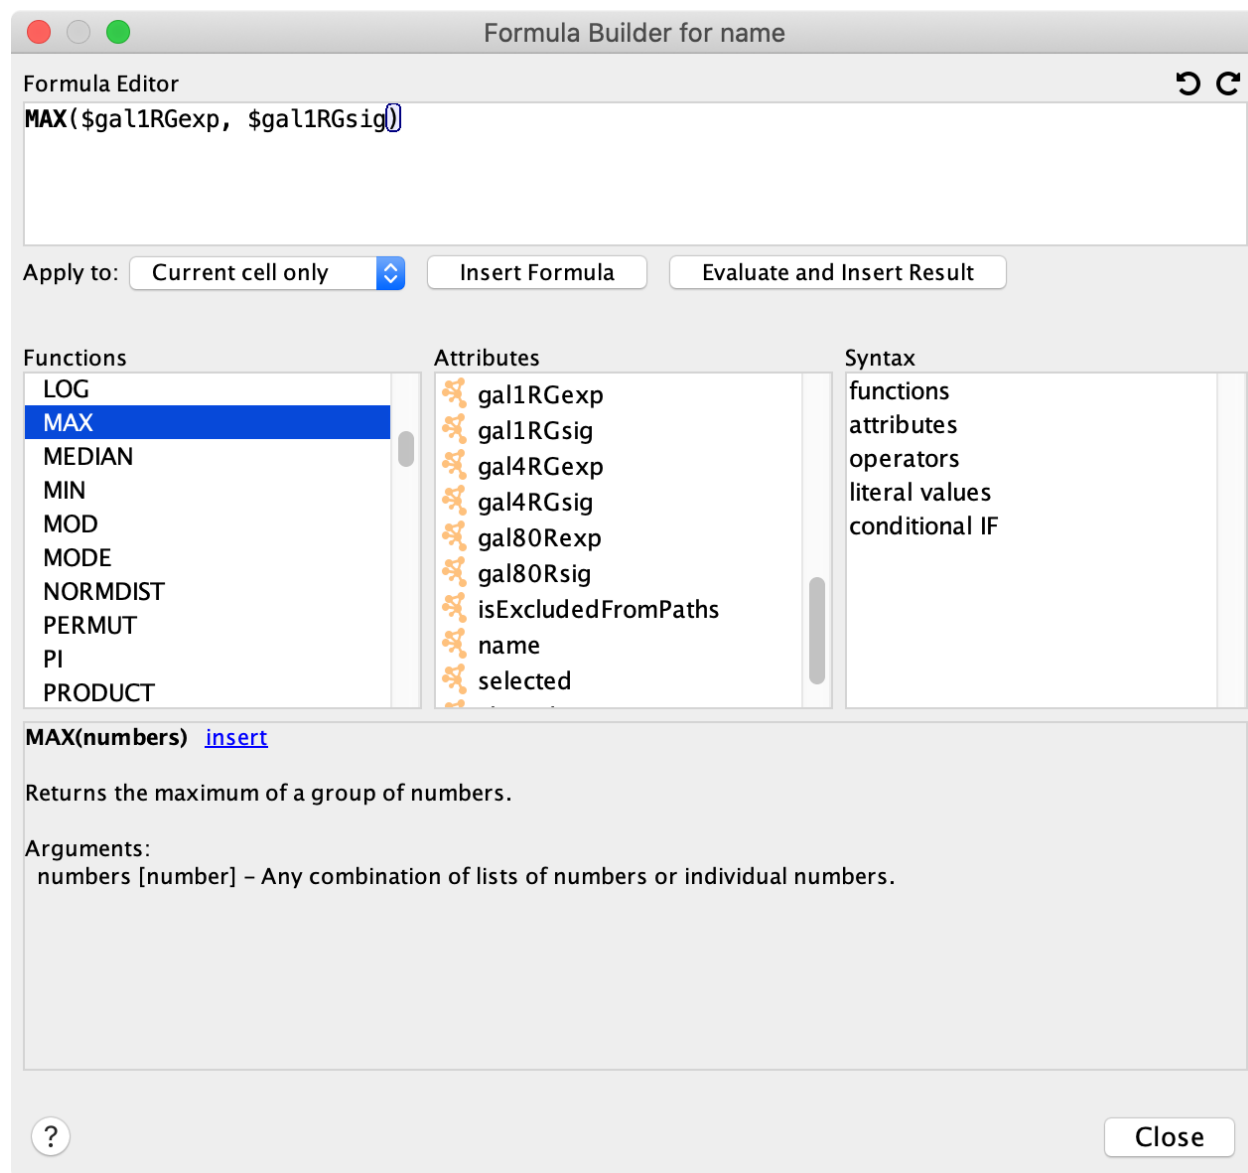 Formula Builder for name
Formula Editor
MAX($gal1RGexp, $gal1RGsig)
Apply to: Current cell only Insert Formula Evaluate and Insert Result
Functions
LOG
MAX
MEDIAN
MIN
MOD
MODE
NORMDIST
PERMUT
PI
PRODUCT
Attributes
gal1RGexp
gal1RGsig
gal4RGexp
gal4RGsig
gal80Rexp
gal80Rsig
isExcludedFromPaths
name
selected
Syntax
functions
attributes
operators
literal values
conditional IF
MAX(numbers) insert
Returns the maximum of a group of numbers.
Arguments:
numbers [number] – Any combination of lists of numbers or individual numbers.
?
Close